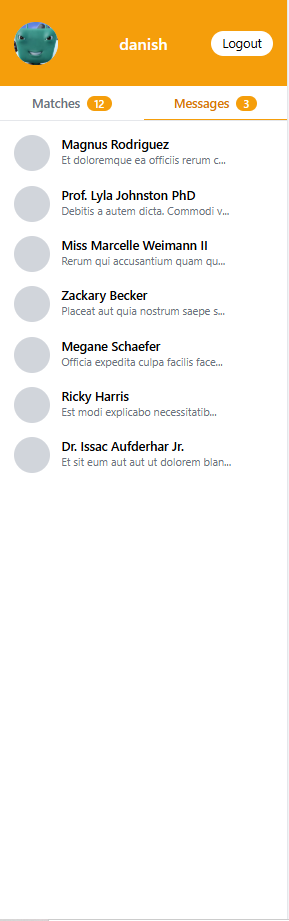 danish
Logout
Matches 12
Messages 3
Magnus Rodriguez
Et doloremque ea officiis rerum c...
Prof. Lyla Johnston PhD
Debitis a autem dicta. Commodi v...
Miss Marcelle Weimann II
Rerum qui accusantium quam qu...
Zackary Becker
Placeat aut quia nostrum saepe s...
Megane Schaefer
Officia expedita culpa facilis face...
Ricky Harris
Est modi explicabo necessitatib...
Dr. Issac Aufderhar Jr.
Et sit eum aut aut ut dolorem blan...